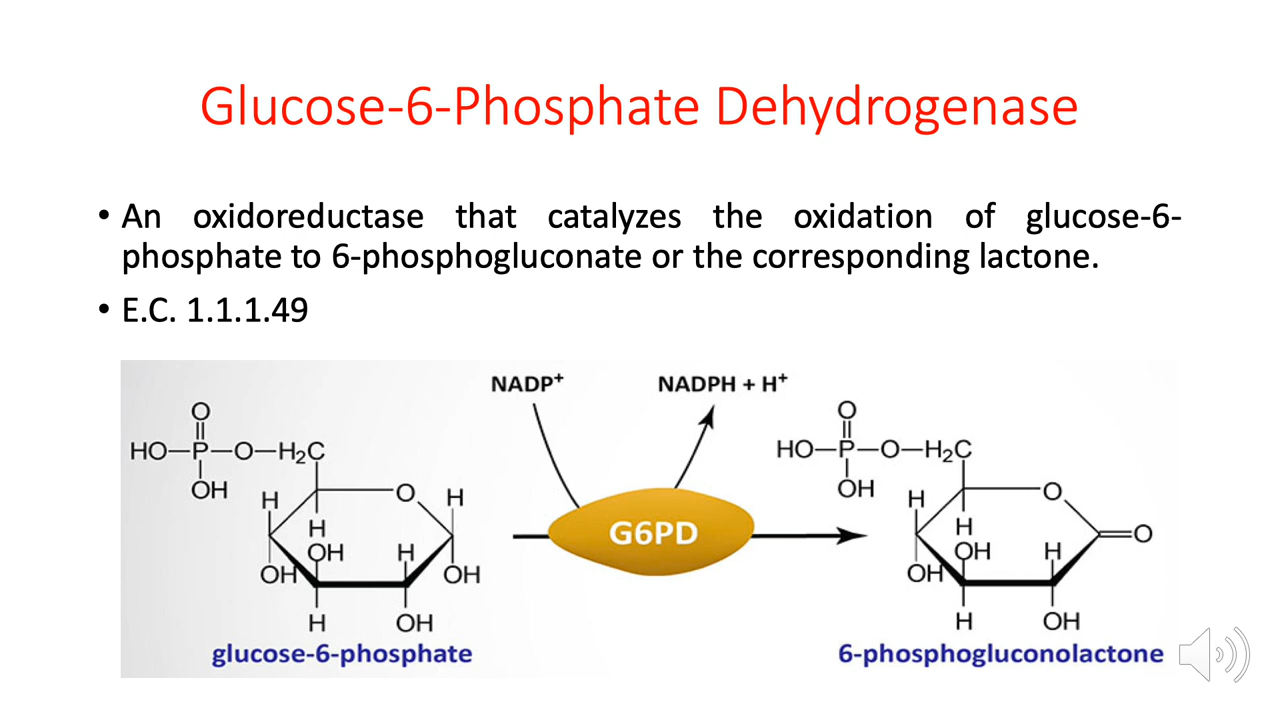 Glucose-6-Phosphate Dehydrogenase
• An oxidoreductase that catalyzes the oxidation of glucose-6-
phosphate to 6-phosphogluconate or the corresponding lactone.
• E.C. 1.1.1.49
NADP⁺ NADPH + H⁺
O O
HO—P—O—H₂C HO—P—O—H₂C
OH OH
H O H H O
H H
G6PD
OH H OH H O
OH OH OH
H OH H OH
glucose-6-phosphate 6-phosphogluconolactone